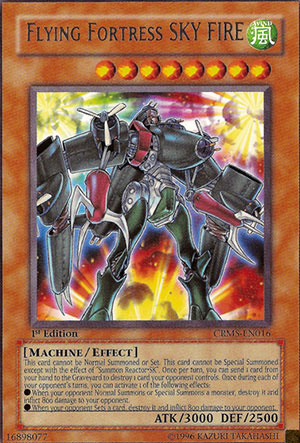 FLYING FORTRESS SKY FIRE
WIND
風
CRMS-EN016
1st Edition
ATK/3000 DEF/2500
[MACHINE / EFFECT]
This card cannot be Normal Summoned or Set. This card cannot be Special Summoned
except with the effect of "Summon Reactor・SK". Once per turn, you can send 1 card from
your hand to the Graveyard to destroy 1 card your opponent controls. Once during each of
your opponent's turns, you can activate 1 of the following effects:
● When your opponent Normal Summons or Special Summons a monster, destroy it and
inflict 800 damage to your opponent.
● When your opponent Sets a card, destroy it and inflict 800 damage to your opponent.
16898077
©1996 KAZUKI TAKAHASHI